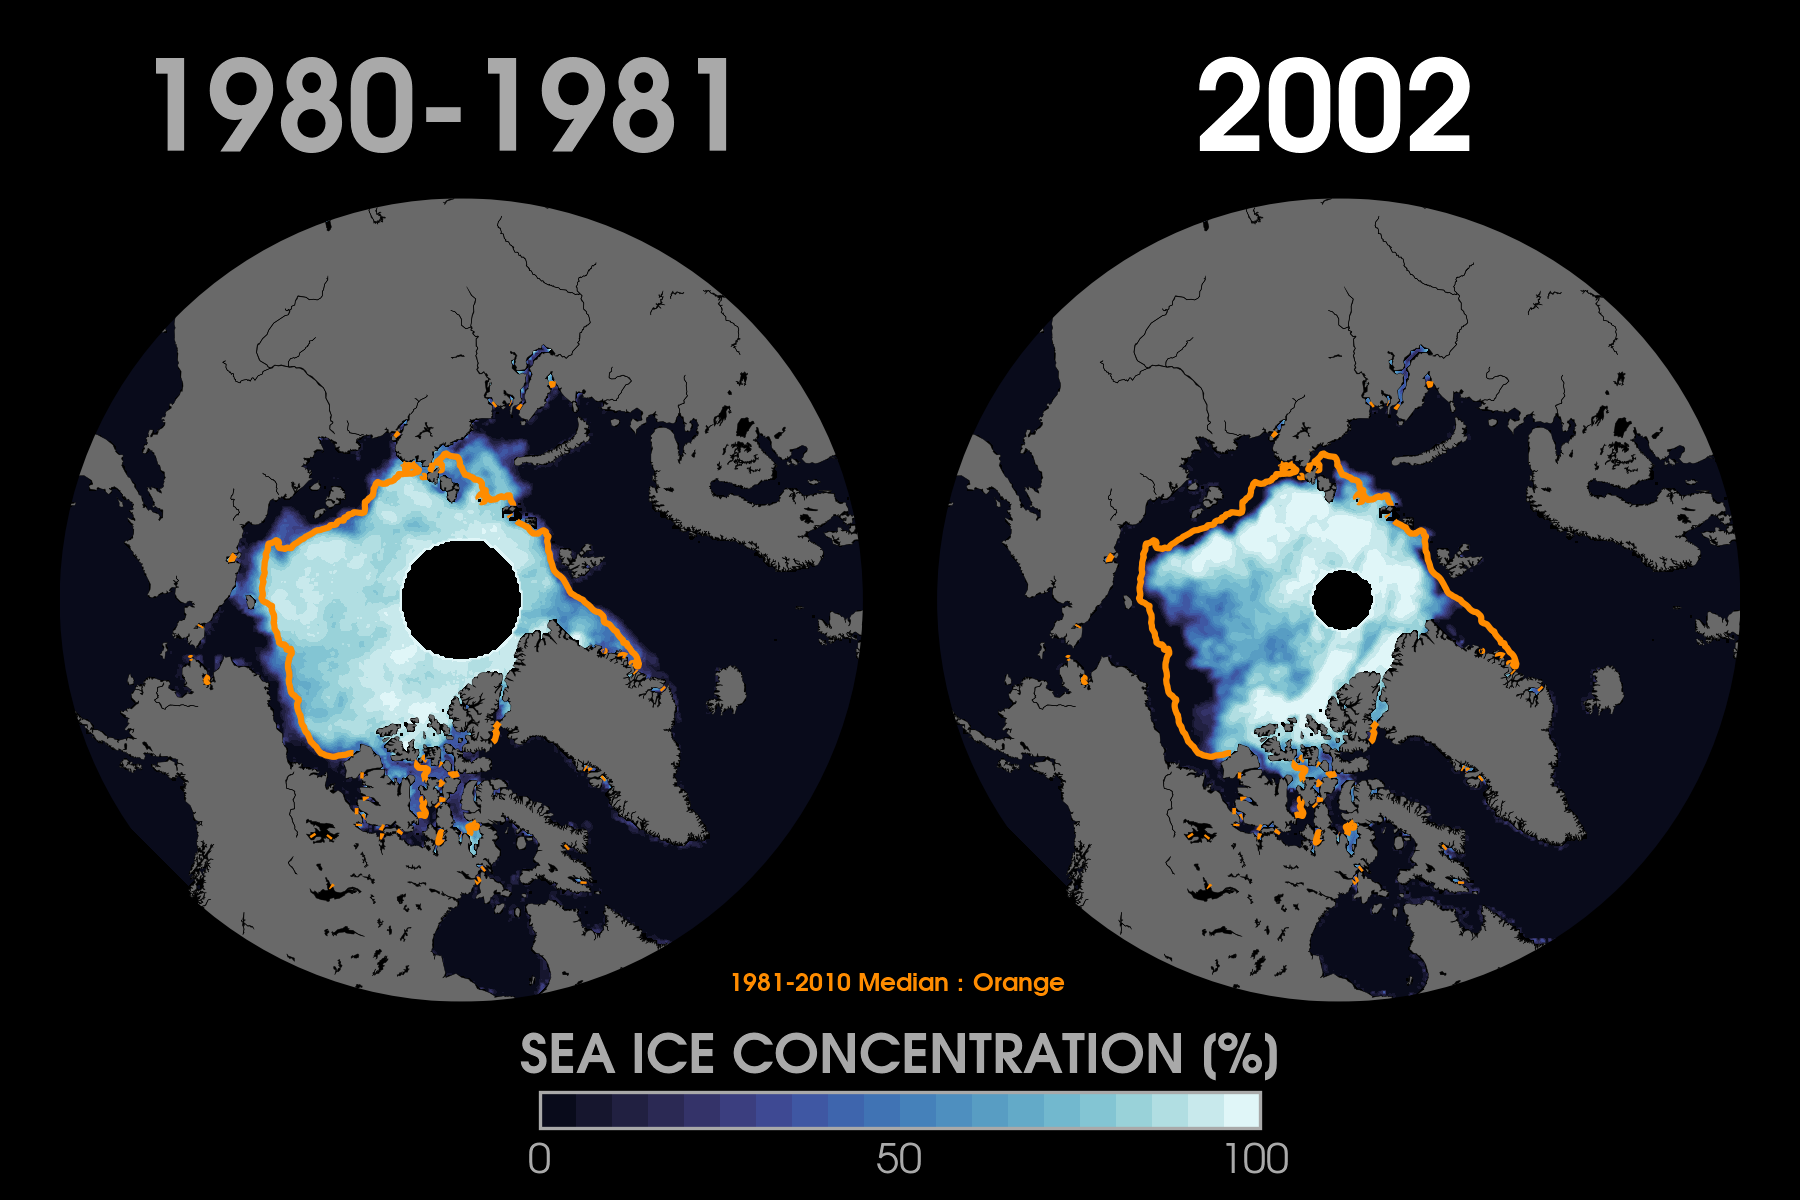 1980-1981
2002
1981-2010 Median : Orange
SEA ICE CONCENTRATION (%)
0 50 100